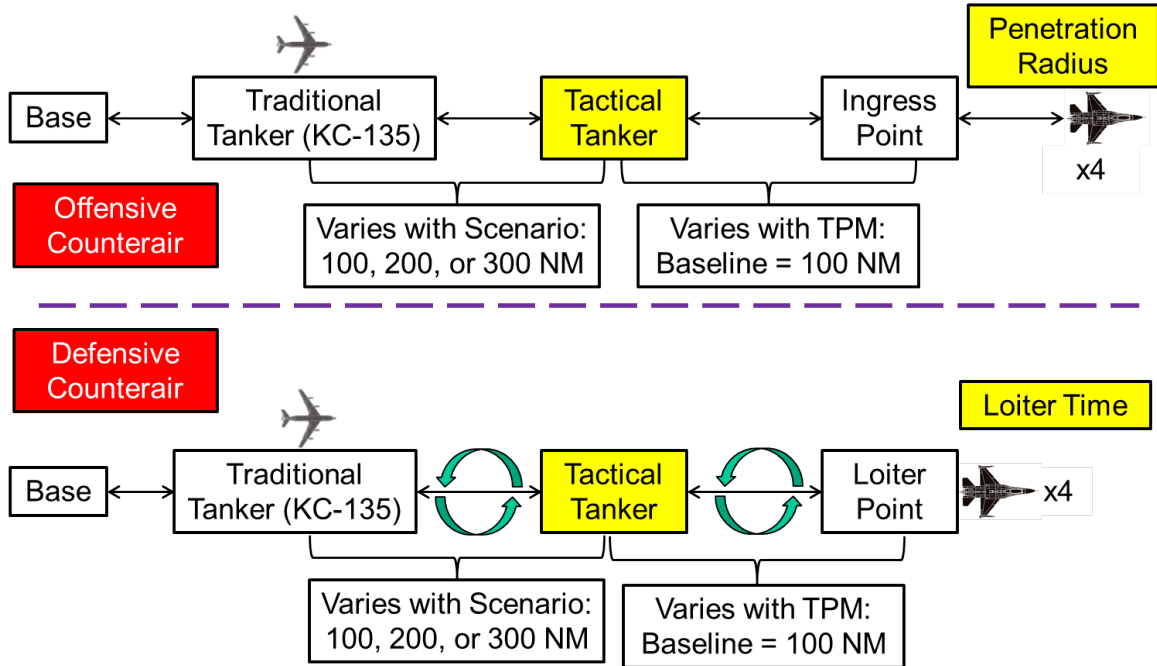 Penetration
Radius
Base
Traditional
Tanker (KC-135)
Tactical
Tanker
Ingress
Point
x4
Offensive
Counterair
Varies with Scenario:
100, 200, or 300 NM
Varies with TPM:
Baseline = 100 NM
Defensive
Counterair
Loiter Time
Base
Traditional
Tanker (KC-135)
Tactical
Tanker
Loiter
Point
x4
Varies with Scenario:
100, 200, or 300 NM
Varies with TPM:
Baseline = 100 NM